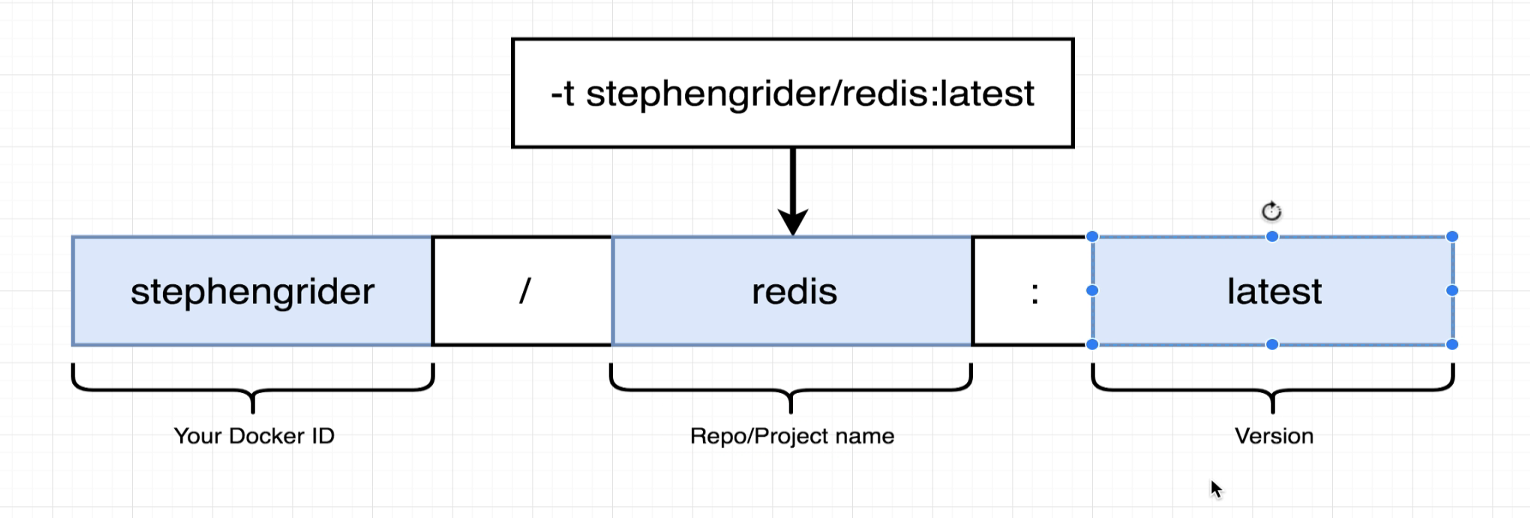 -t stephengrider/redis:latest
stephengrider / redis : latest
Your Docker ID Repo/Project name Version